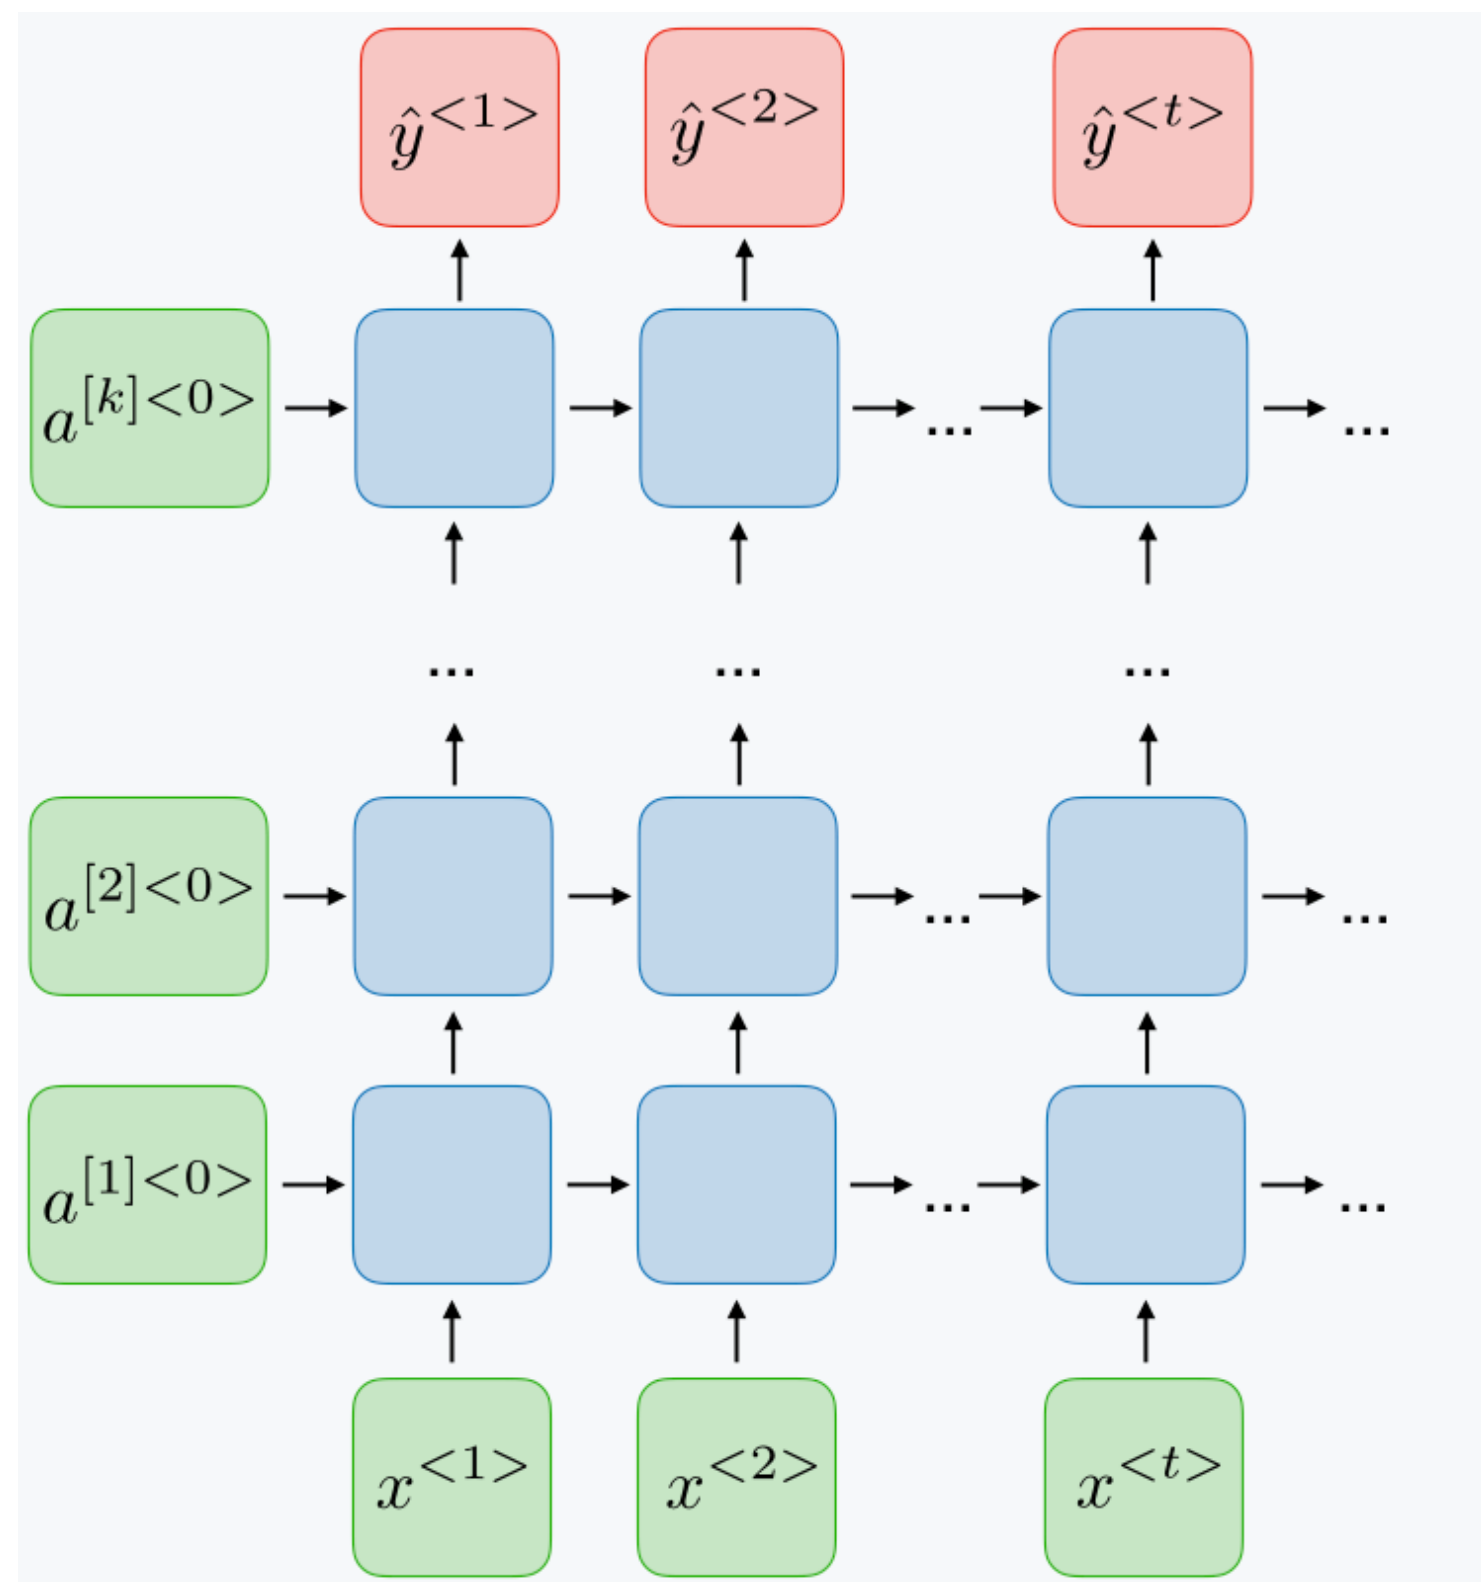 ŷ<1> ŷ<2> ŷ<t>
a[k]<0> ... ...
... ... ...
a[2]<0> ... ...
a[1]<0> ... ...
x<1> x<2> x<t>